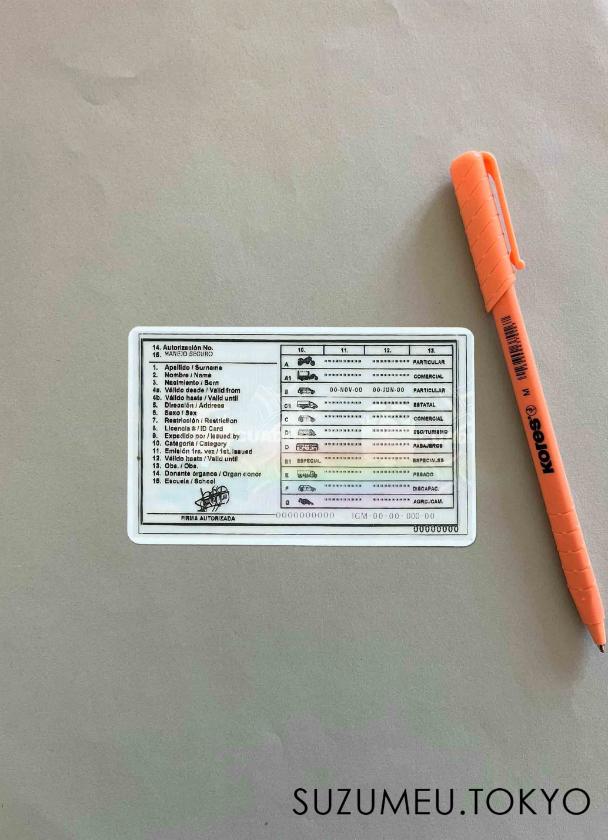 14. Autorización No.
15. MANEJO SEGURO
1. Apellido / Surname
2. Nombre / Name
3. Nacimiento / Born
4a. Válido desde / Valid from
4b. Válido hasta / Valid until
5. Dirección / Address
6. Sexo / Sex
7. Restricción / Restriction
8. Licencia & / ID Card
9. Expedido por / Issued by
10. Categoría / Category
11. Emisión 1ra. vez / 1st. Issued
12. Válido hasta / Valid until
13. Obs. / Obs.
14. Donante órganos / Organ donor
16. Escuela / School
FIRMA AUTORIZADA
10. 11. 12. 13.
A ********** ********** PARTICULAR
A1 ********** ********** COMERCIAL
B 00-NOV-00 00-JUN-00 PARTICULAR
C1 ********** ********** ESTATAL
C ********** ********** COMERCIAL
D1 ********** ********** ESC/TURISMO
D ********** ********** PASAJEROS
E1 ESPECIAL ********** ********** ESPECIALES
E ********** ********** PESADO
F ********** ********** DISCAPAC.
G ********** ********** AGRIC./CAM.
0000000000 IGM-00-00-000-00
00000000
Kores
M
SUZUMEU.TOKYO